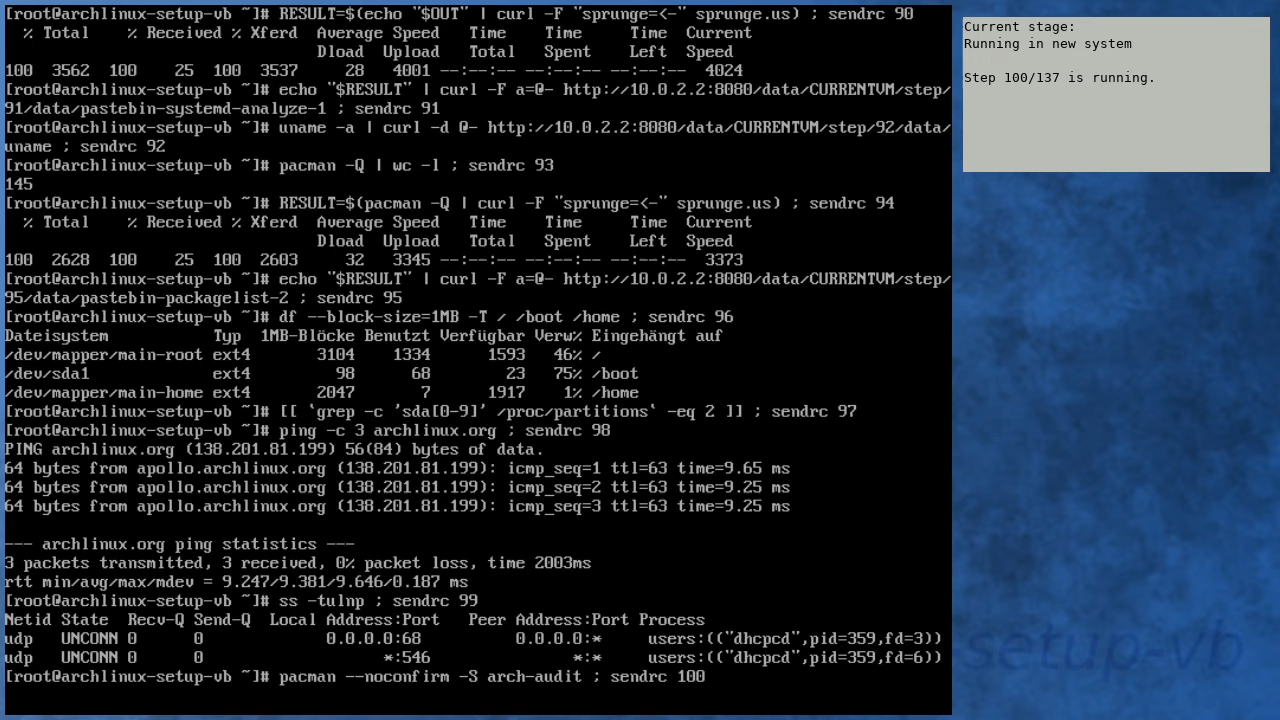 [root@archlinux-setup-vb ~]# RESULT=$(echo "$OUT" | curl -F "sprunge=<-" sprunge.us) ; sendrc 90
  % Total    % Received % Xferd  Average Speed   Time    Time     Time  Current
                                 Dload  Upload   Total   Spent    Left  Speed
100  3562  100    25  100  3537     28   4001 --:--:-- --:--:-- --:--:--  4024
[root@archlinux-setup-vb ~]# echo "$RESULT" | curl -F a=@- http://10.0.2.2:8080/data/CURRENTVM/step/
91/data/pastebin-systemd-analyze-1 ; sendrc 91
[root@archlinux-setup-vb ~]# uname -a | curl -d @- http://10.0.2.2:8080/data/CURRENTVM/step/92/data/
uname ; sendrc 92
[root@archlinux-setup-vb ~]# pacman -Q | wc -l ; sendrc 93
145
[root@archlinux-setup-vb ~]# RESULT=$(pacman -Q | curl -F "sprunge=<-" sprunge.us) ; sendrc 94
  % Total    % Received % Xferd  Average Speed   Time    Time     Time  Current
                                 Dload  Upload   Total   Spent    Left  Speed
100  2628  100    25  100  2603     32   3345 --:--:-- --:--:-- --:--:--  3373
[root@archlinux-setup-vb ~]# echo "$RESULT" | curl -F a=@- http://10.0.2.2:8080/data/CURRENTVM/step/
95/data/pastebin-packagelist-2 ; sendrc 95
[root@archlinux-setup-vb ~]# df --block-size=1MB -T / /boot /home ; sendrc 96
Dateisystem           Typ  1MB-Blöcke Benutzt Verfügbar Verw% Eingehängt auf
/dev/mapper/main-root ext4       3104    1334      1593   46% /
/dev/sda1             ext4         98      68        23   75% /boot
/dev/mapper/main-home ext4       2047       7      1917    1% /home
[root@archlinux-setup-vb ~]# [[ `grep -c 'sda[0-9]' /proc/partitions` -eq 2 ]] ; sendrc 97
[root@archlinux-setup-vb ~]# ping -c 3 archlinux.org ; sendrc 98
PING archlinux.org (138.201.81.199) 56(84) bytes of data.
64 bytes from apollo.archlinux.org (138.201.81.199): icmp_seq=1 ttl=63 time=9.65 ms
64 bytes from apollo.archlinux.org (138.201.81.199): icmp_seq=2 ttl=63 time=9.25 ms
64 bytes from apollo.archlinux.org (138.201.81.199): icmp_seq=3 ttl=63 time=9.25 ms

--- archlinux.org ping statistics ---
3 packets transmitted, 3 received, 0% packet loss, time 2003ms
rtt min/avg/max/mdev = 9.247/9.381/9.646/0.187 ms
[root@archlinux-setup-vb ~]# ss -tulnp ; sendrc 99
Netid State  Recv-Q Send-Q  Local Address:Port   Peer Address:Port Process
udp   UNCONN 0      0             0.0.0.0:68          0.0.0.0:*     users:(("dhcpcd",pid=359,fd=3))
udp   UNCONN 0      0                   *:546               *:*     users:(("dhcpcd",pid=359,fd=6))
[root@archlinux-setup-vb ~]# pacman --noconfirm -S arch-audit ; sendrc 100
Current stage:
Running in new system
Step 100/137 is running.
setup-vb